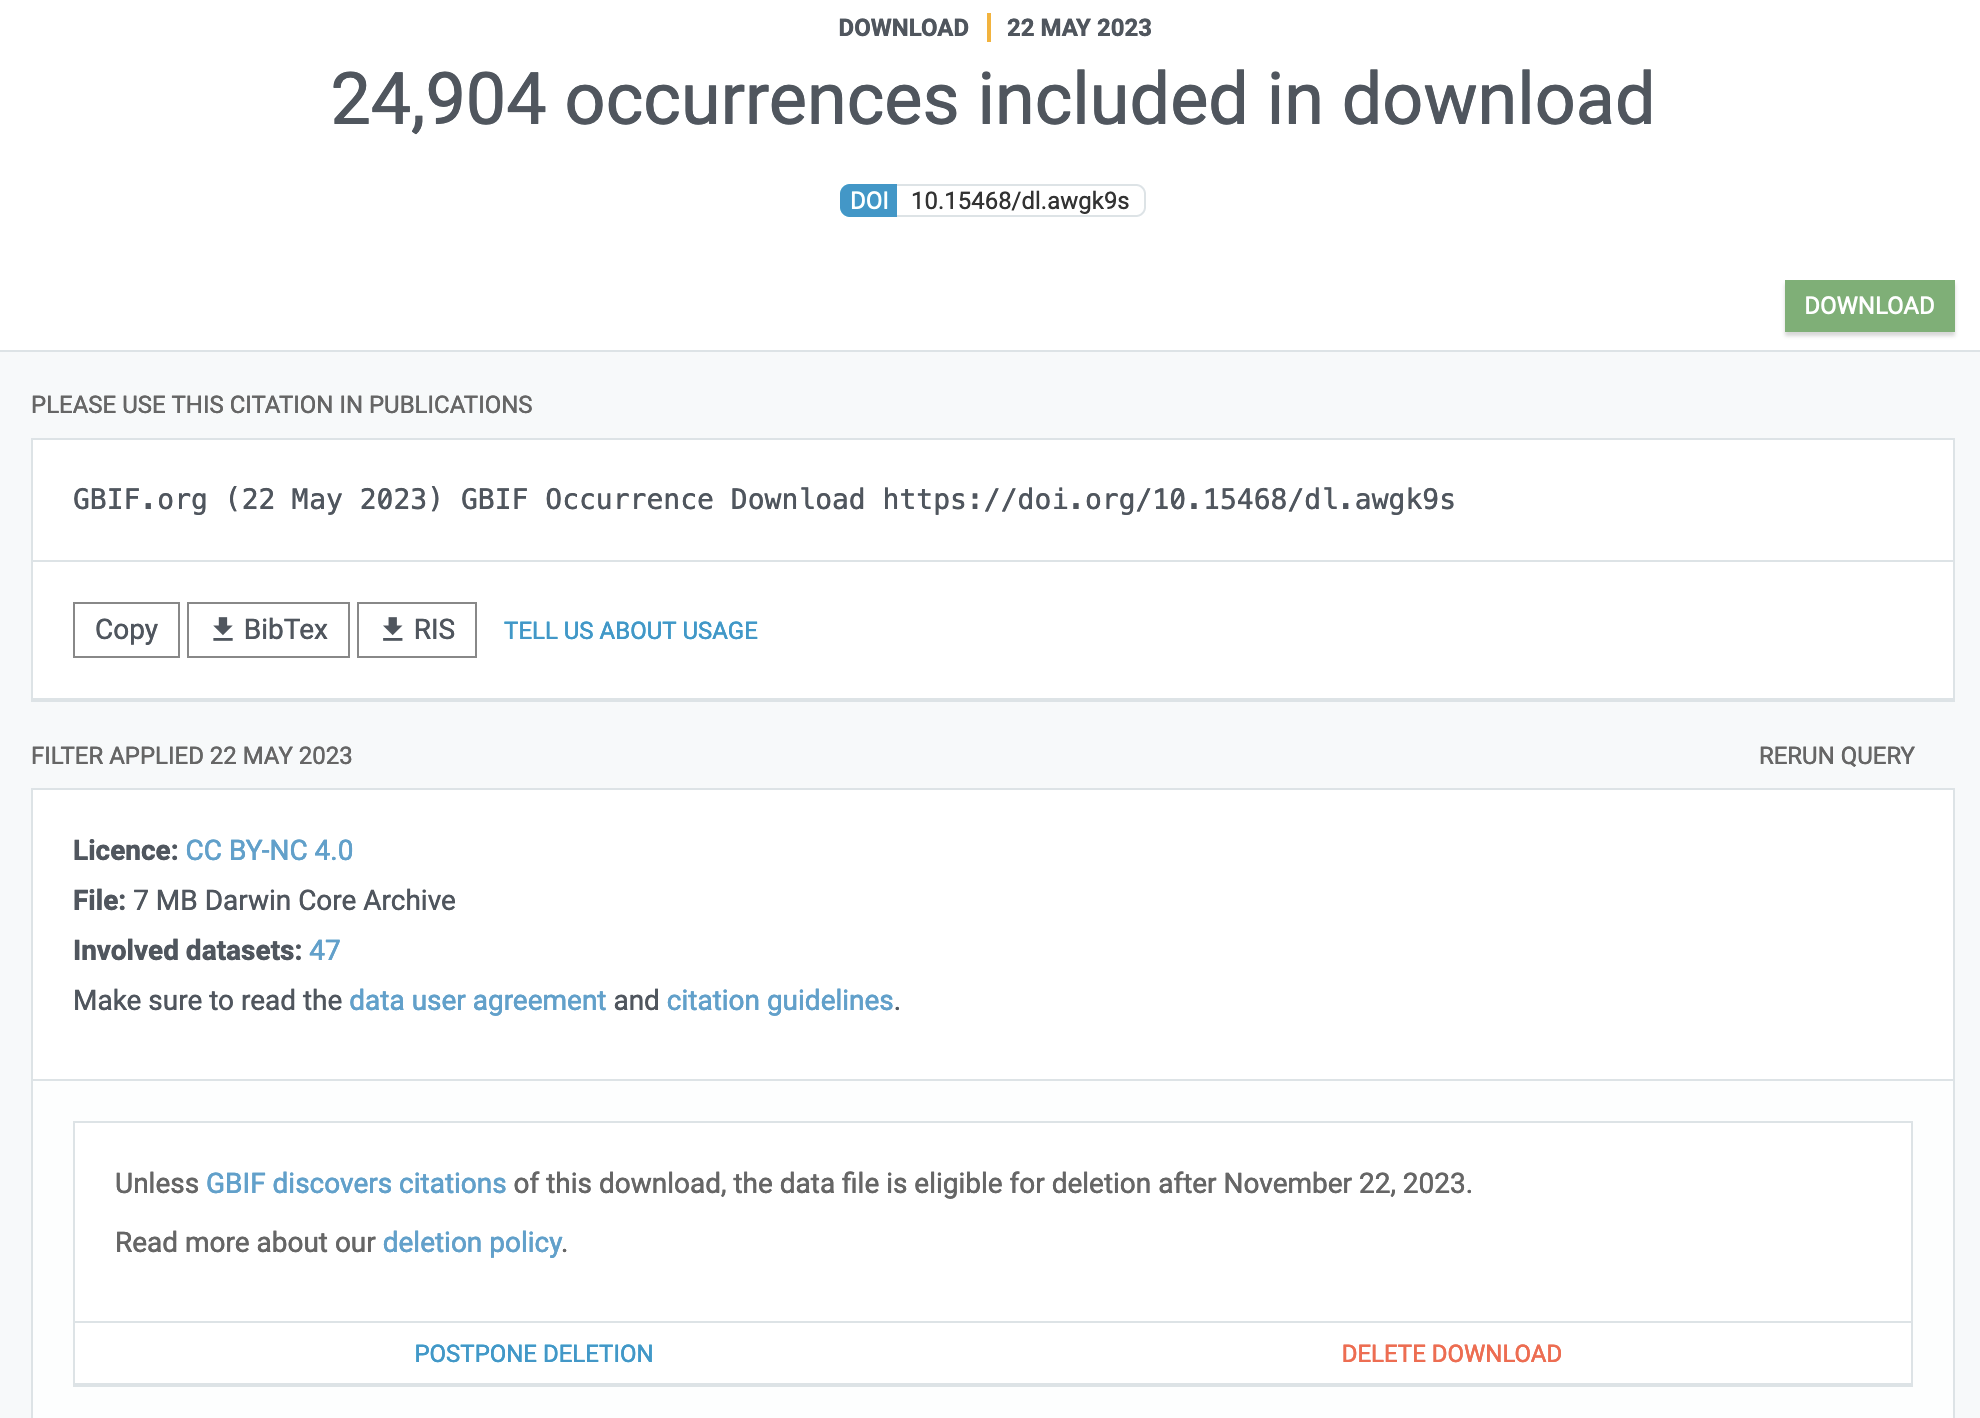 DOWNLOAD 22 MAY 2023
24,904 occurrences included in download
DOI 10.15468/dl.awgk9s
DOWNLOAD
PLEASE USE THIS CITATION IN PUBLICATIONS
GBIF.org (22 May 2023) GBIF Occurrence Download https://doi.org/10.15468/dl.awgk9s
Copy BibTex RIS TELL US ABOUT USAGE
FILTER APPLIED 22 MAY 2023 RERUN QUERY
Licence: CC BY-NC 4.0
File: 7 MB Darwin Core Archive
Involved datasets: 47
Make sure to read the data user agreement and citation guidelines.
Unless GBIF discovers citations of this download, the data file is eligible for deletion after November 22, 2023.
Read more about our deletion policy.
POSTPONE DELETION DELETE DOWNLOAD